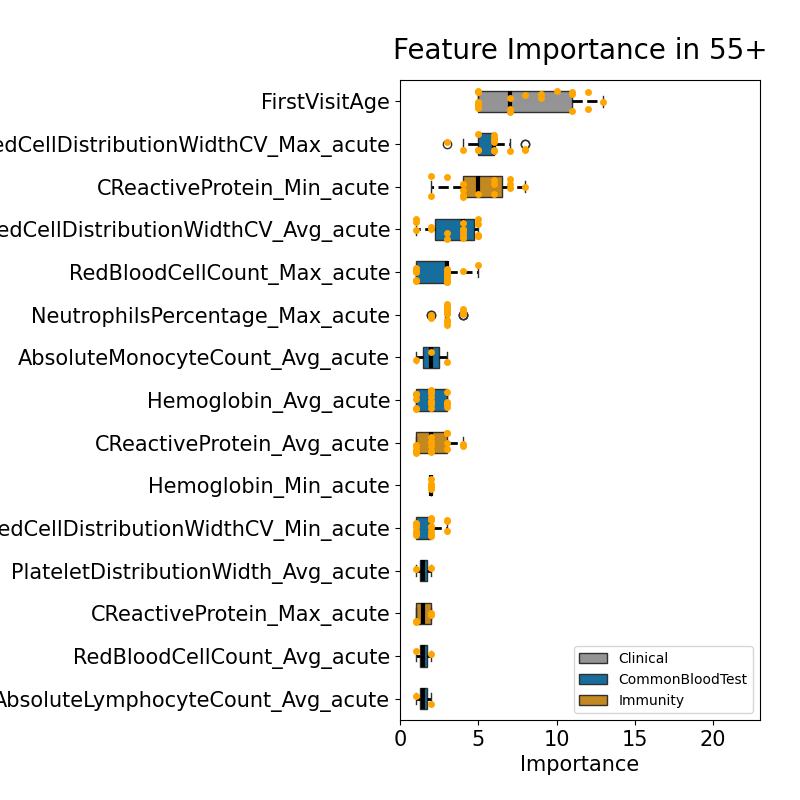 Feature Importance in 55+
FirstVisitAge
edCellDistributionWidthCV_Max_acute
CReactiveProtein_Min_acute
edCellDistributionWidthCV_Avg_acute
RedBloodCellCount_Max_acute
NeutrophilsPercentage_Max_acute
AbsoluteMonocyteCount_Avg_acute
Hemoglobin_Avg_acute
CReactiveProtein_Avg_acute
Hemoglobin_Min_acute
edCellDistributionWidthCV_Min_acute
PlateletDistributionWidth_Avg_acute
CReactiveProtein_Max_acute
RedBloodCellCount_Avg_acute
AbsoluteLymphocyteCount_Avg_acute
Clinical
CommonBloodTest
Immunity
0 5 10 15 20
Importance